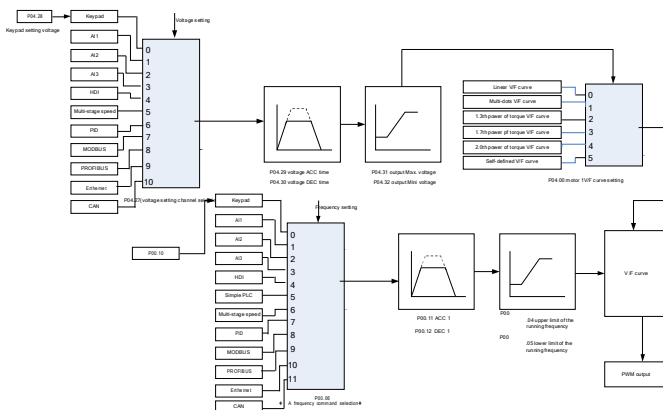 P04.28
Keypad
Voltage setting
Keypad setting voltage
AI1
AI2
AI3
HDI
Multi-stage speed
PID
MODBUS
PROFIBUS
Erthernet
CAN
0
1
2
3
4
5
6
7
8
9
10
P04.27(voltage setting channel sel
P04.29 voltage ACC time
P04.30 voltage DEC time
P04.31 output Max. voltage
P04.32 output Mini voltage
Linear V/F curve
Multi-dots V/F curve
1.3th power of torque V/F curve
1.7th power pf torque V/F curve
2.0th power of torque V/F curve
Self-defined V/F curve
0
1
2
3
4
5
P04.00 motor 1V/F curve setting
Frequency setting
P00.10
Keypad
AI1
AI2
AI3
HDI
Simple PLC
Multi-stage speed
PID
MODBUS
PROFIBUS
Erthernet
CAN
0
1
2
3
4
5
6
7
8
9
10
11
P00.06
A frequency command selection
P00.11 ACC 1
P00.12 DEC 1
P00
.04 upper limit of the
running frequency
P00
.05 lower limit of the
running frequency
V/F curve
PWM output